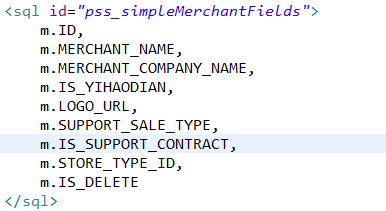 <sql id="pss_simpleMerchantFields">
m.ID,
m.MERCHANT_NAME,
m.MERCHANT_COMPANY_NAME,
m.IS_YIHAODIAN,
m.LOGO_URL,
m.SUPPORT_SALE_TYPE,
m.IS_SUPPORT_CONTRACT,
m.STORE_TYPE_ID,
m.IS_DELETE
</sql>